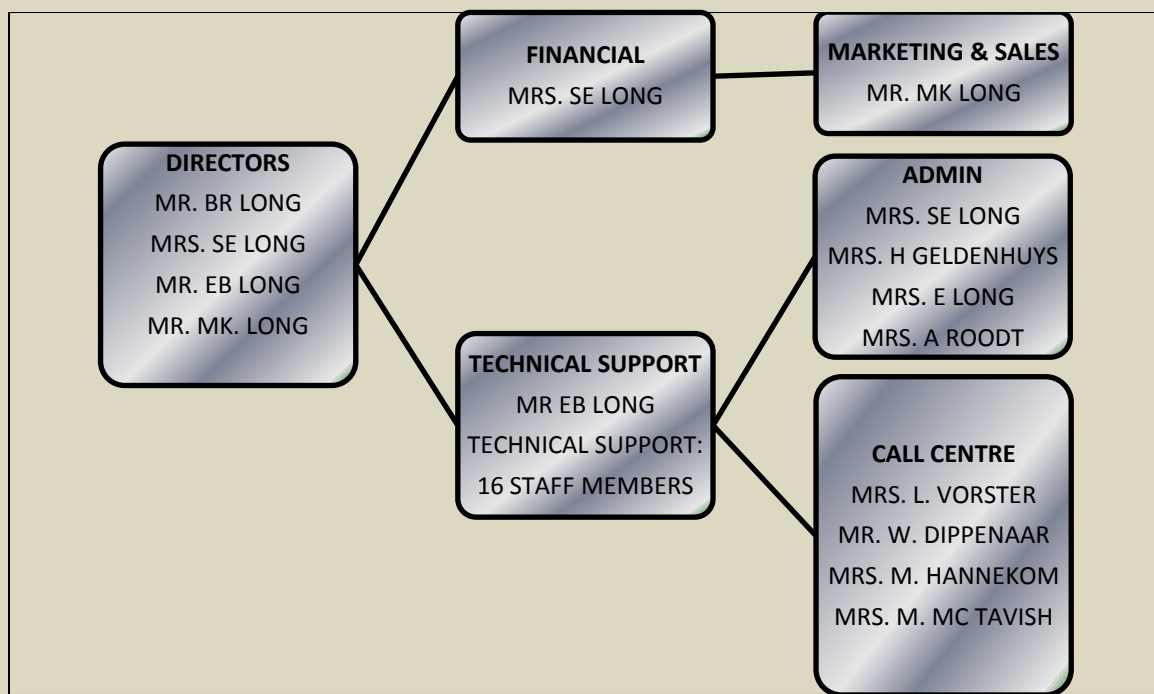 DIRECTORS
MR. BR LONG
MRS. SE LONG
MR. EB LONG
MR. MK. LONG
FINANCIAL
MRS. SE LONG
MARKETING & SALES
MR. MK LONG
TECHNICAL SUPPORT
MR EB LONG
TECHNICAL SUPPORT:
16 STAFF MEMBERS
ADMIN
MRS. SE LONG
MRS. H GELDENHUYS
MRS. E LONG
MRS. A ROODT
CALL CENTRE
MRS. L. VORSTER
MR. W. DIPPENAAR
MRS. M. HANNEKOM
MRS. M. MC TAVISH